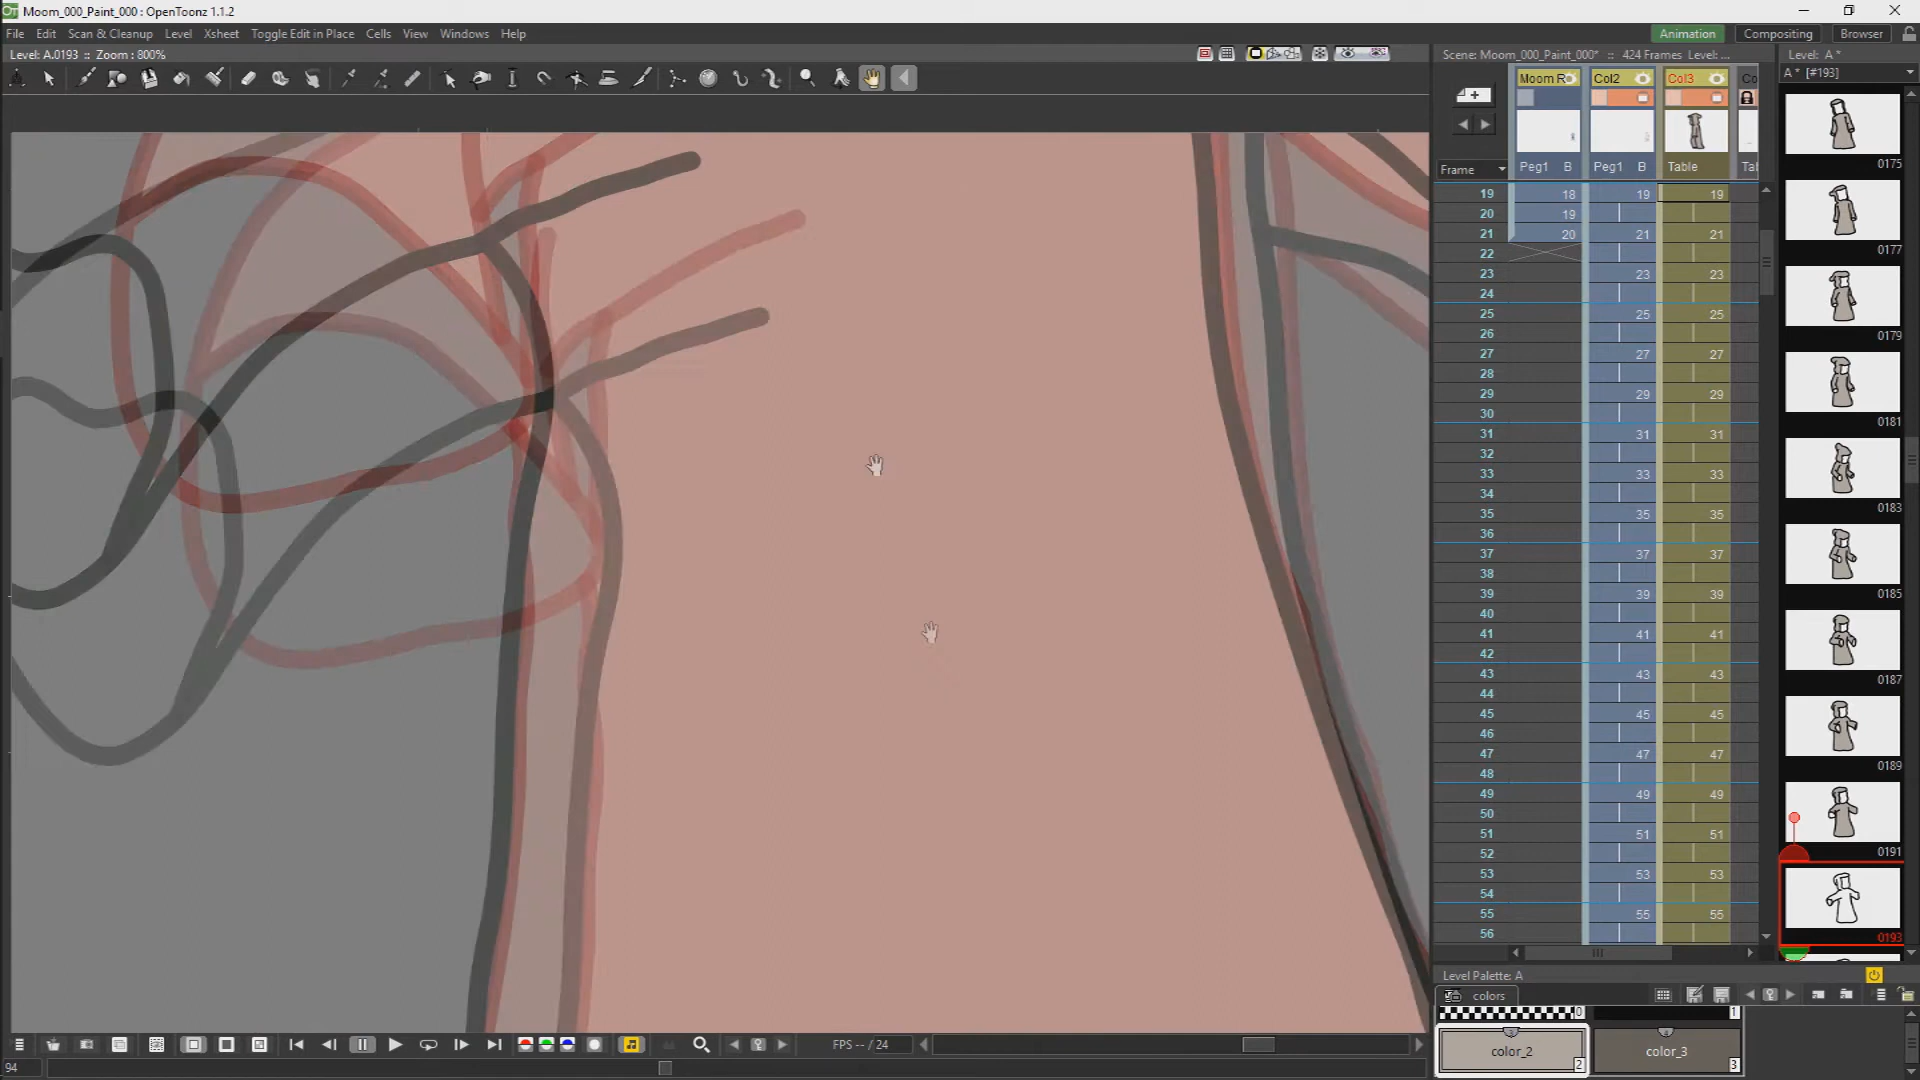 Moom_000_Paint_000 : OpenToonz 1.1.2
File Edit Scan & Cleanup Level Xsheet Toggle Edit in Place Cells View Windows Help
Animation Compositing Browser
Level: A.0193 :: Zoom : 800%
Scene: Moom_000_Paint_000* :: 424 Frames Level: ...
Level: A *
A * [#193]
Moom R Col2 Col3 Co
Peg1 B Peg1 B Table Tal
Frame
19 18 19 19
20 19
21 20 21 21
22
23 23 23
24
25 25 25
26
27 27 27
28
29 29 29
30
31 31 31
32
33 33 33
34
35 35 35
36
37 37 37
38
39 39 39
40
41 41 41
42
43 43 43
44
45 45 45
46
47 47 47
48
49 49 49
50
51 51 51
52
53 53 53
54
55 55 55
56
0175
0177
0179
0181
0183
0185
0187
0189
0191
0193
Level Palette: A
colors
0 1
color_2 2
color_3 3
FPS -- / 24
94